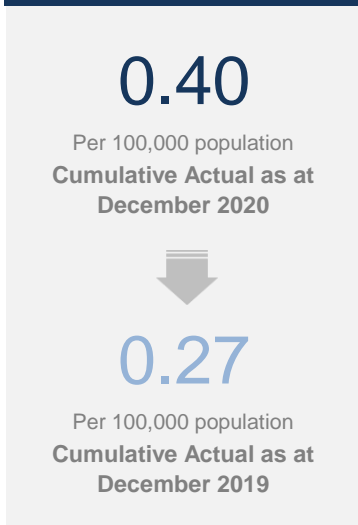 0.40
Per 100,000 population
Cumulative Actual as at
December 2020
0.27
Per 100,000 population
Cumulative Actual as at
December 2019